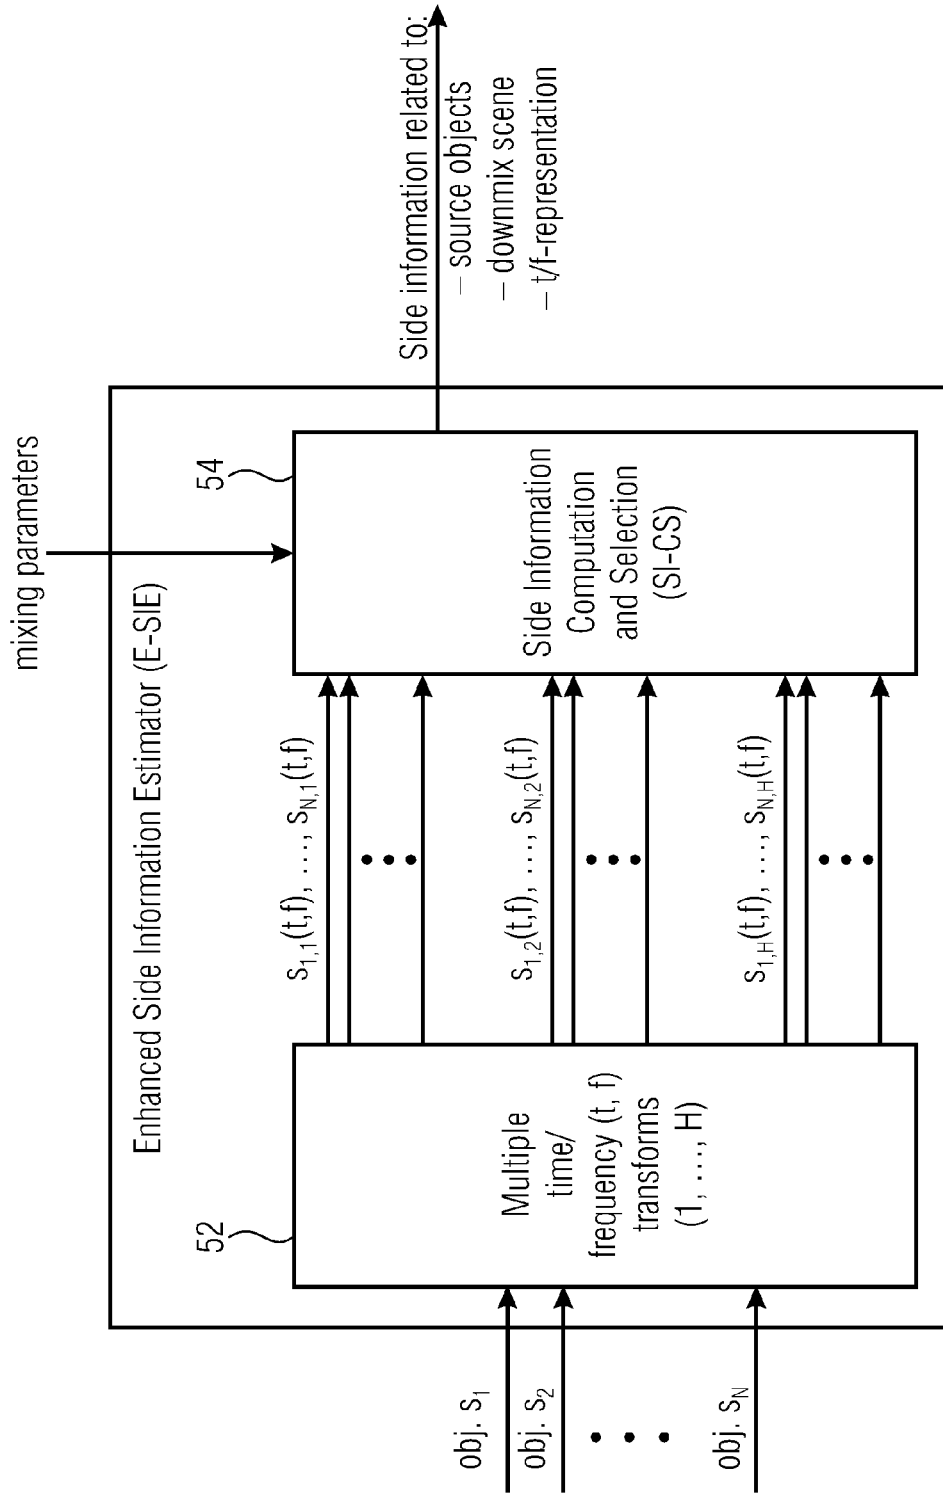 mixing parameters
Enhanced Side Information Estimator (E-SIE)
obj. s1
obj. s2
obj. sN
52
Multiple
time/
frequency (t, f)
transforms
(1, ..., H)
s1,1(t,f), ..., sN,1(t,f)
s1,2(t,f), ..., sN,2(t,f)
s1,H(t,f), ..., sN,H(t,f)
54
Side Information
Computation
and Selection
(SI-CS)
Side information related to:
– source objects
– downmix scene
– t/f-representation